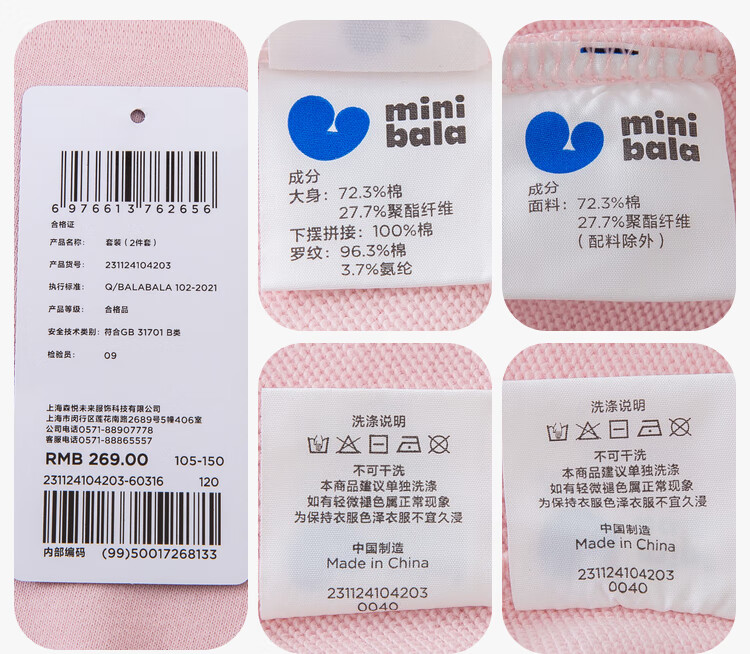 6 976613 762656
合格证
产品名称: 套装(2件套)
产品货号: 231124104203
执行标准: Q/BALABALA 102-2021
产品等级: 合格品
安全技术类别: 符合GB 31701 B类
检验员: 09
上海森悦未来服饰科技有限公司
上海市闵行区莲花南路2689号5幢406室
公司电话0571-88907778
客服电话0571-88865557
RMB 269.00 105-150
231124104203-60316 120
内部编码 (99)50017268133
mini
bala
成分
大身: 72.3%棉
27.7%聚酯纤维
下摆拼接: 100%棉
罗纹: 96.3%棉
3.7%氨纶
mini
bala
成分
面料: 72.3%棉
27.7%聚酯纤维
(配料除外)
洗涤说明
不可干洗
本商品建议单独洗涤
如有轻微褪色属正常现象
为保持衣服色泽衣服不宜久浸
中国制造
Made in China
231124104203
0040
洗涤说明
不可干洗
本商品建议单独洗涤
如有轻微褪色属正常现象
为保持衣服色泽衣服不宜久浸
中国制造
Made in China
231124104203
0040